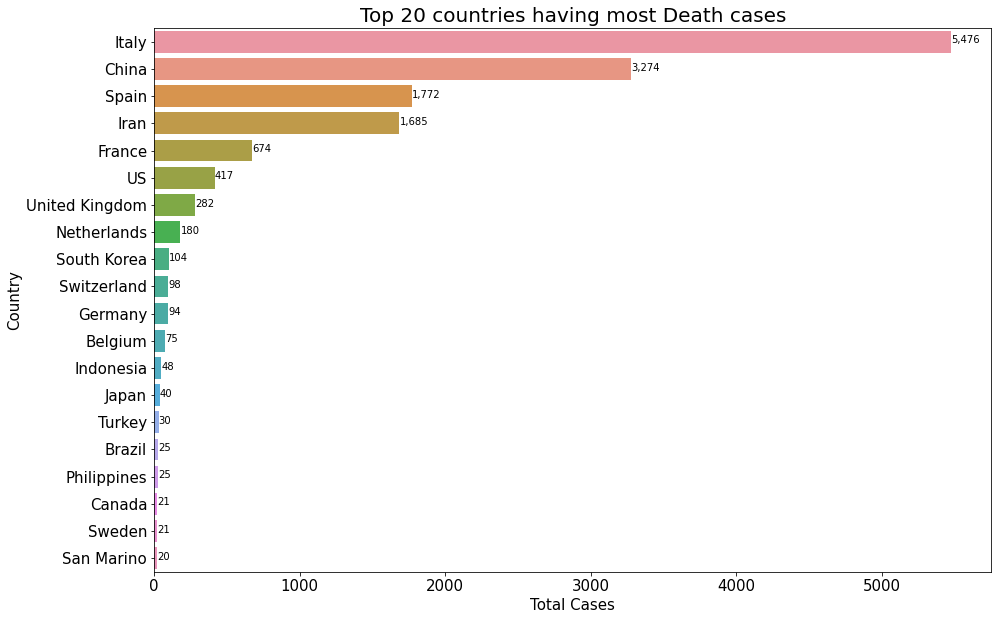 Top 20 countries having most Death cases
Country
Italy 5,476
China 3,274
Spain 1,772
Iran 1,685
France 674
US 417
United Kingdom 282
Netherlands 180
South Korea 104
Switzerland 98
Germany 94
Belgium 75
Indonesia 48
Japan 40
Turkey 30
Brazil 25
Philippines 25
Canada 21
Sweden 21
San Marino 20
0 1000 2000 3000 4000 5000
Total Cases